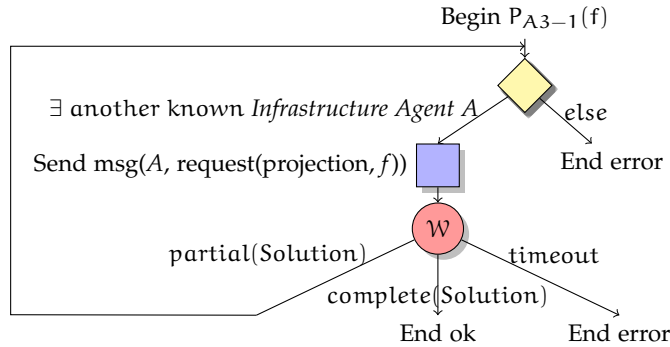 Begin P_{A3−1}(f)
∃ another known Infrastructure Agent A
else
Send msg(A, request(projection, f))
End error
W
partial(Solution)
timeout
complete(Solution)
End ok
End error